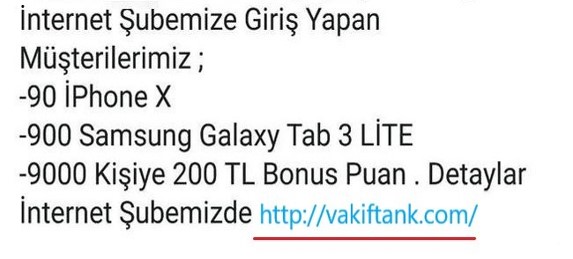 İnternet Şubemize Giriş Yapan
Müşterilerimiz ;
-90 İPhone X
-900 Samsung Galaxy Tab 3 LİTE
-9000 Kişiye 200 TL Bonus Puan . Detaylar
İnternet Şubemizde http://vakiftank.com/